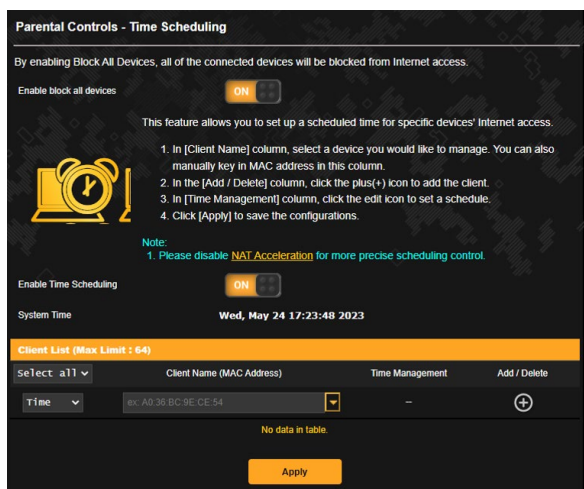 Parental Controls - Time Scheduling
By enabling Block All Devices, all of the connected devices will be blocked from Internet access.
Enable block all devices
ON
This feature allows you to set up a scheduled time for specific devices' Internet access.
1. In [Client Name] column, select a device you would like to manage. You can also
manually key in MAC address in this column.
2. In the [Add / Delete] column, click the plus(+) icon to add the client.
3. In [Time Management] column, click the edit icon to set a schedule.
4. Click [Apply] to save the configurations.
Note:
1. Please disable NAT Acceleration for more precise scheduling control.
Enable Time Scheduling
ON
System Time
Wed, May 24 17:23:48 2023
Client List (Max Limit : 64)
Select all
Client Name (MAC Address)
Time Management
Add / Delete
Time
ex: A0:36:BC:9E:CE:54
--
No data in table.
Apply